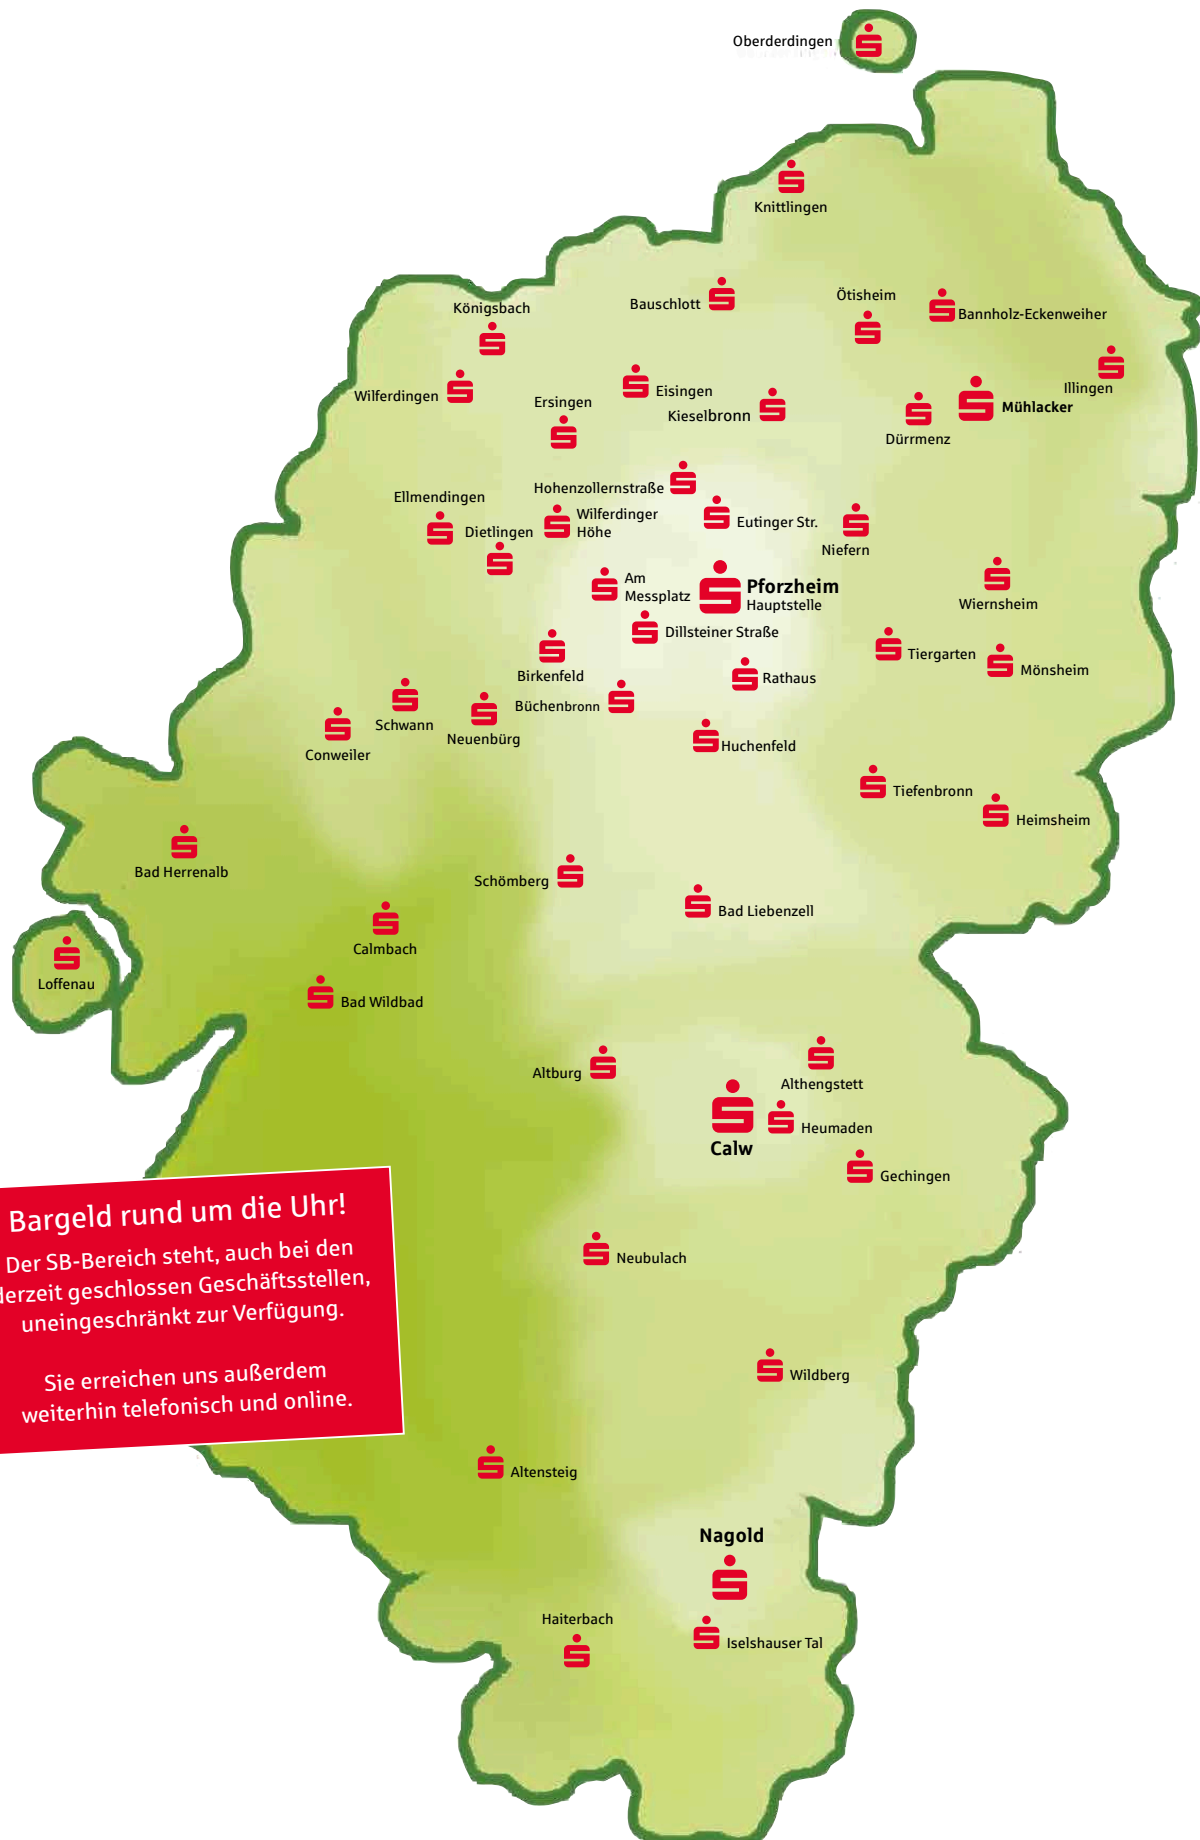 Oberderdingen
Knittlingen
Ötisheim
Bauschlott
Königsbach
Bannholz-Eckenweiher
Illingen
Eisingen
Wilferdingen
Ersingen
Kieselbronn
Mühlacker
Dürrmenz
Hohenzollernstraße
Ellmendingen
Wilferdinger
Höhe
Eutinger Str.
Dietlingen
Niefern
Am
Messplatz
Pforzheim
Hauptstelle
Wiernsheim
Dillsteiner Straße
Tiergarten
Mönsheim
Birkenfeld
Rathaus
Büchenbronn
Schwann
Neuenbürg
Huchenfeld
Conweiler
Tiefenbronn
Heimsheim
Bad Herrenalb
Schömberg
Bad Liebenzell
Calmbach
Loffenau
Bad Wildbad
Altburg
Althengstett
Heumaden
Calw
Gechingen
Bargeld rund um die Uhr!
Der SB-Bereich steht, auch bei den
derzeit geschlossen Geschäftsstellen,
uneingeschränkt zur Verfügung.
Sie erreichen uns außerdem
weiterhin telefonisch und online.
Neubulach
Wildberg
Altensteig
Nagold
Haiterbach
Iselshauser Tal